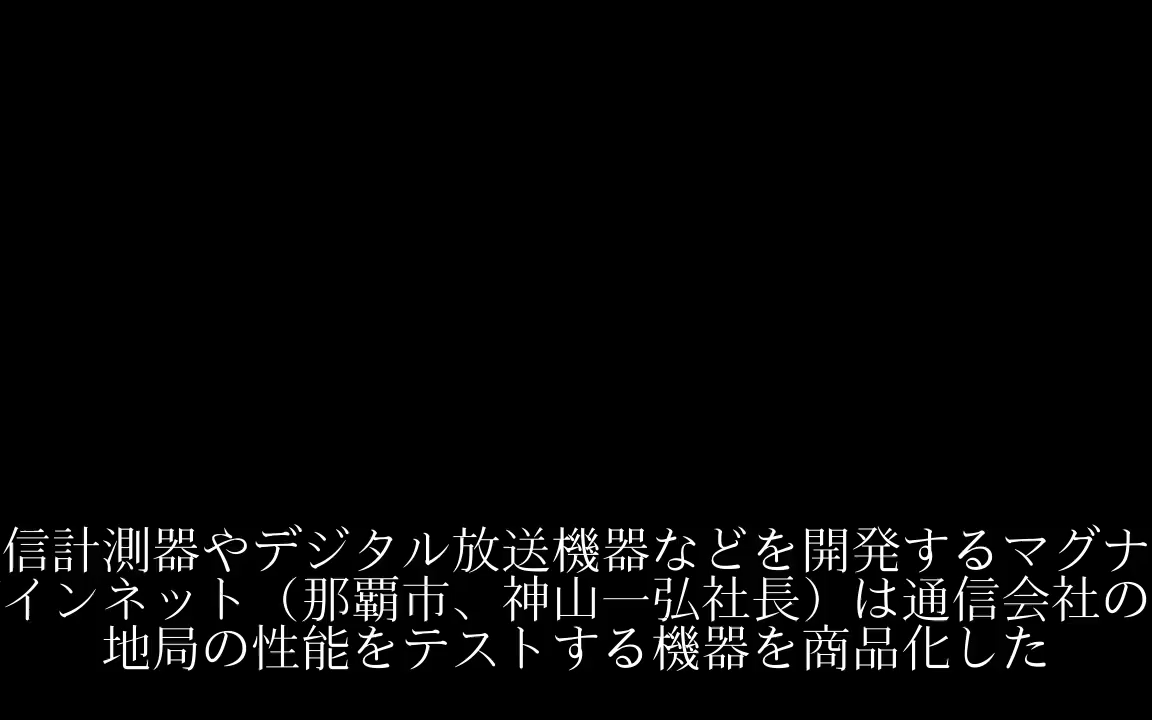 信計測器やデジタル放送機器などを開発するマグナ
インネット（那覇市、神山一弘社長）は通信会社の
地局の性能をテストする機器を商品化した